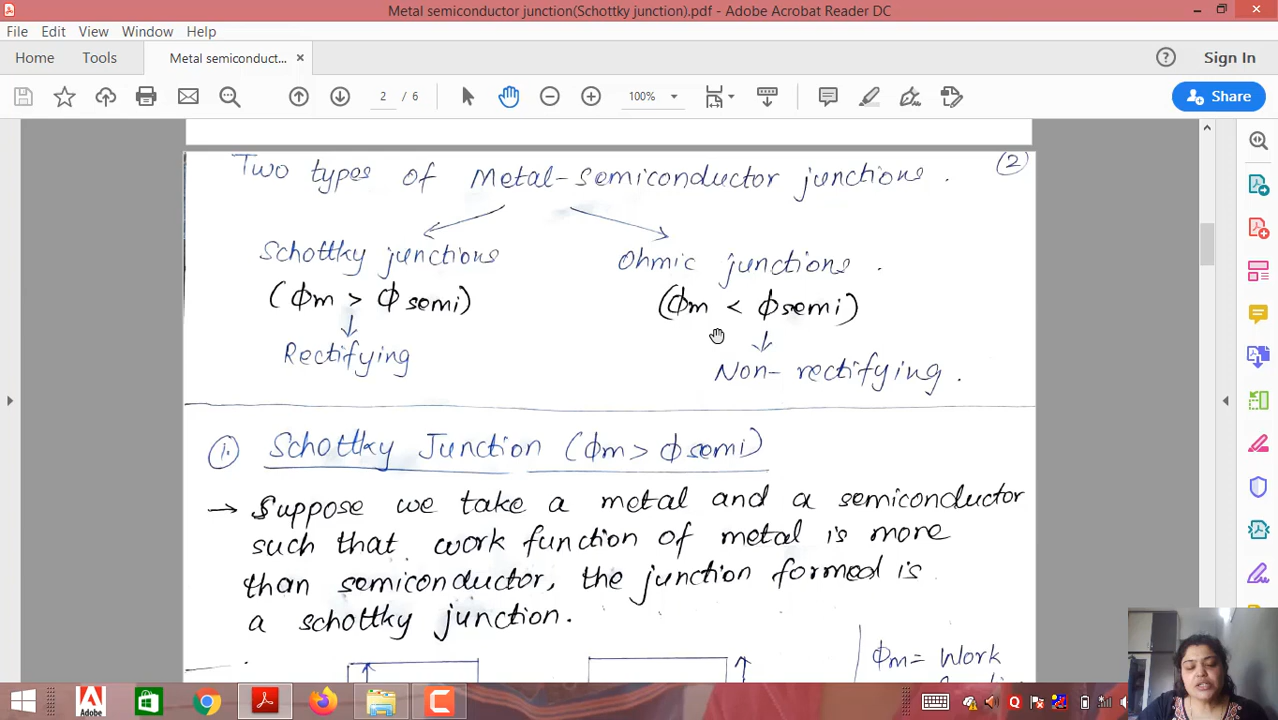 Metal semiconductor junction(Schottky junction).pdf - Adobe Acrobat Reader DC
File Edit View Window Help
Home Tools Metal semiconduct... × ? Sign In
2 / 6 100% Share
Two types of Metal-semiconductor junctions. (2)
Schottky junctions Ohmic junctions.
(Φm > Φsemi) (Φm < Φsemi)
Rectifying Non-rectifying.
1. Schottky Junction (Φm > Φsemi)
→ Suppose we take a metal and a semiconductor
such that work function of metal is more
than semiconductor, the junction formed is
a schottky junction.
Φm = Work
Adobe